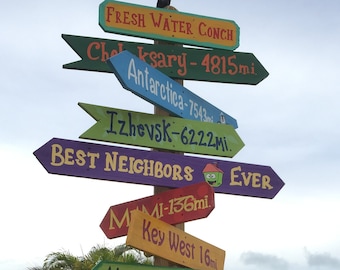 FRESH WATER CONCH
Cheboksary - 4815mi.
Antarctica-7543mi.
Izhevsk-6222mi.
BEST NEIGHBORS EVER
MIAMI-136mi.
Key West 16mi.